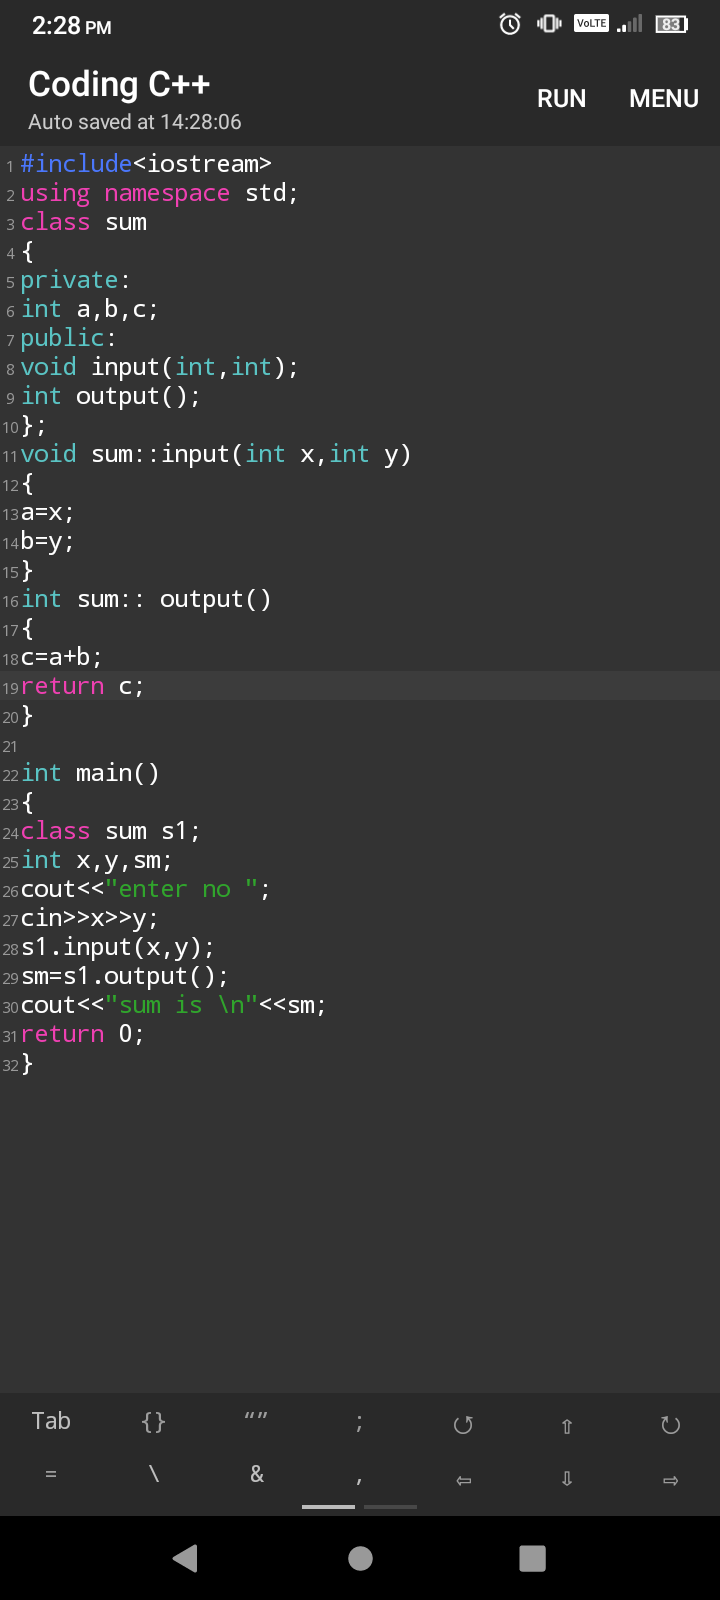 2:28 PM VoLTE 83
Coding C++
RUN MENU
Auto saved at 14:28:06
1 #include<iostream>
2 using namespace std;
3 class sum
4 {
5 private:
6 int a,b,c;
7 public:
8 void input(int,int);
9 int output();
10 };
11 void sum::input(int x,int y)
12 {
13 a=x;
14 b=y;
15 }
16 int sum:: output()
17 {
18 c=a+b;
19 return c;
20 }
21
22 int main()
23 {
24 class sum s1;
25 int x,y,sm;
26 cout<<"enter no ";
27 cin>>x>>y;
28 s1.input(x,y);
29 sm=s1.output();
30 cout<<"sum is \n"<<sm;
31 return 0;
32 }
Tab {} “” ; ↺ ⇧ ↻
= \ & , ⇦ ⇩ ⇨